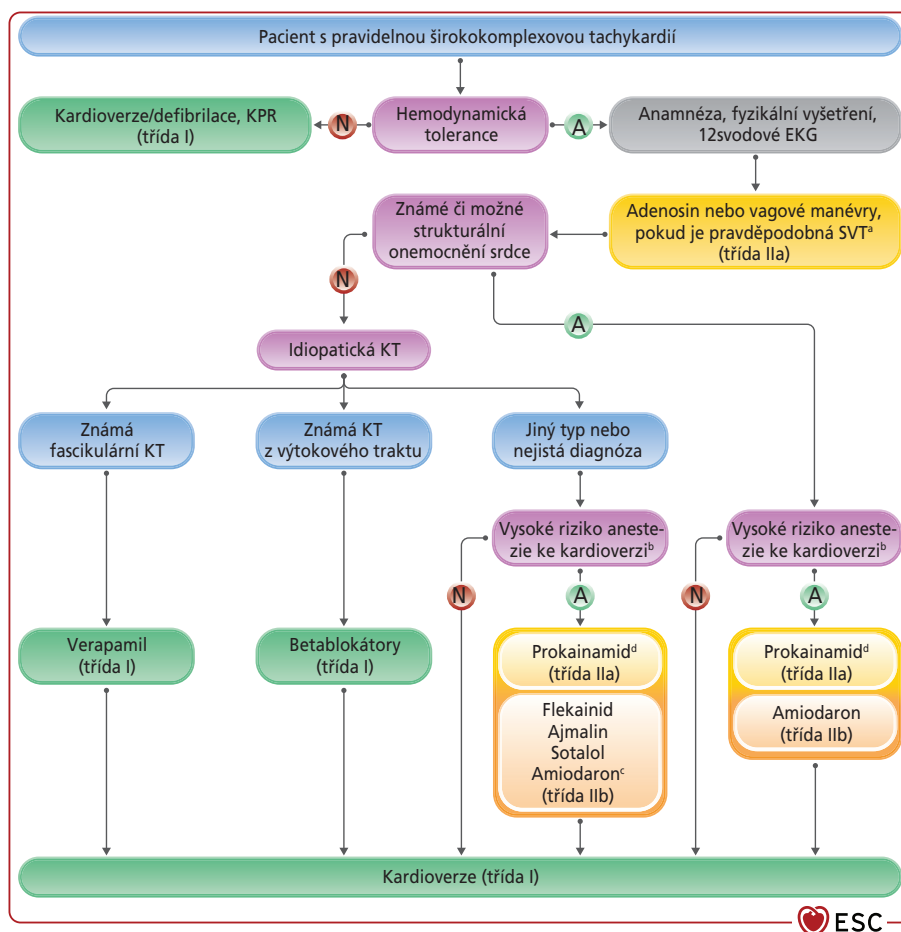 Pacient s pravidelnou širokokomplexovou tachykardií
Kardioverze/defibrilace, KPR
(třída I)
N
Hemodynamická
tolerance
A
Anamnéza, fyzikální vyšetření,
12svodové EKG
Známé či možné
strukturální
onemocnění srdce
Adenosin nebo vagové manévry,
pokud je pravděpodobná SVTa
(třída IIa)
N
A
Idiopatická KT
Známá
fascikulární KT
Známá KT
z výtokového traktu
Jiný typ nebo
nejistá diagnóza
Vysoké riziko aneste-
zie ke kardioverzib
Vysoké riziko aneste-
zie ke kardioverzib
N
A
N
A
Verapamil
(třída I)
Betablokátory
(třída I)
Prokainamidd
(třída IIa)
Flekainid
Ajmalin
Sotalol
Amiodaronc
(třída IIb)
Prokainamidd
(třída IIa)
Amiodaron
(třída IIb)
Kardioverze (třída I)
ESC